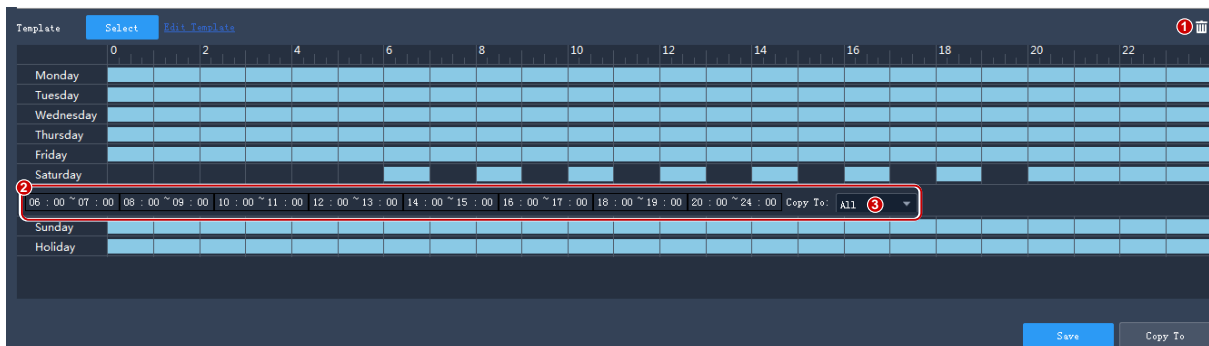 Template Select Edit Template 1
0 2 4 6 8 10 12 14 16 18 20 22
Monday
Tuesday
Wednesday
Thursday
Friday
Saturday
2
06 : 00 ~ 07 : 00 08 : 00 ~ 09 : 00 10 : 00 ~ 11 : 00 12 : 00 ~ 13 : 00 14 : 00 ~ 15 : 00 16 : 00 ~ 17 : 00 18 : 00 ~ 19 : 00 20 : 00 ~ 24 : 00 Copy To: All 3
Sunday
Holiday
Save Copy To